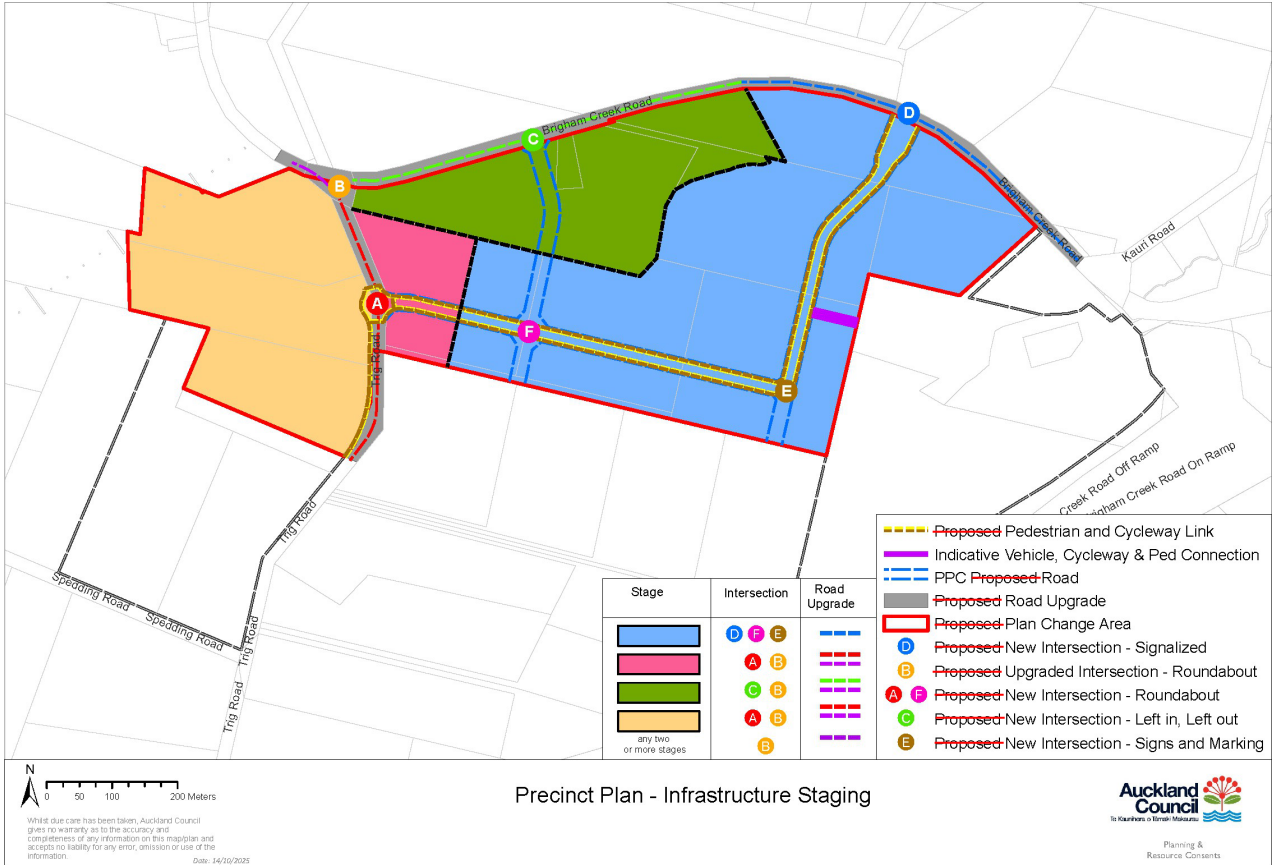 Brigham Creek Road
Brigham Creek Road
Kauri Road
C
D
B
A
F
E
Trig Road
Creek Road Off Ramp
Brigham Creek Road On Ramp
Trig Road
Spedding Road
Spedding Road
Trig Road
Trig Road
Stage
Intersection
Road
Upgrade
D F E
A B
C B
A B
any two
or more stages
B
Proposed Pedestrian and Cycleway Link
Indicative Vehicle, Cycleway & Ped Connection
PPC Proposed Road
Proposed Road Upgrade
Proposed Plan Change Area
D Proposed New Intersection - Signalized
B Proposed Upgraded Intersection - Roundabout
A F Proposed New Intersection - Roundabout
C Proposed New Intersection - Left in, Left out
E Proposed New Intersection - Signs and Marking
N
0 50 100 200 Meters
Whilst due care has been taken, Auckland Council
gives no warranty as to the accuracy and
completeness of any information on this map/plan and
accepts no liability for any error, omission or use of the
information.
Date: 14/10/2025
Precinct Plan - Infrastructure Staging
Auckland
Council
Te Kaunihera o Tāmaki Makaurau
Planning &
Resource Consents